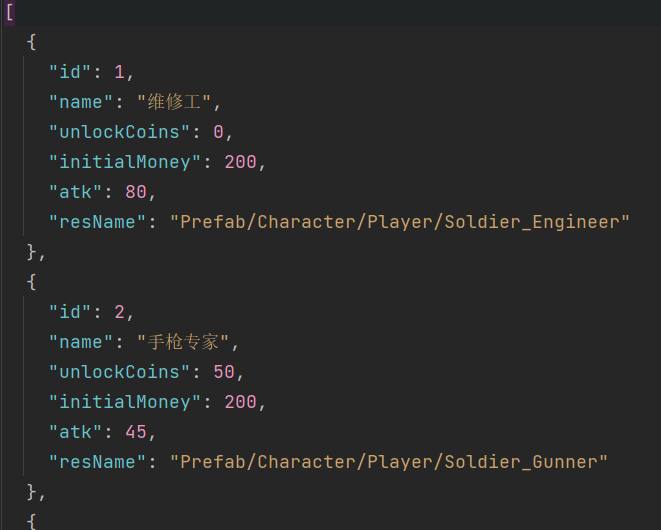 [
{
"id": 1,
"name": "维修工",
"unlockCoins": 0,
"initialMoney": 200,
"atk": 80,
"resName": "Prefab/Character/Player/Soldier_Engineer"
},
{
"id": 2,
"name": "手枪专家",
"unlockCoins": 50,
"initialMoney": 200,
"atk": 45,
"resName": "Prefab/Character/Player/Soldier_Gunner"
},
{